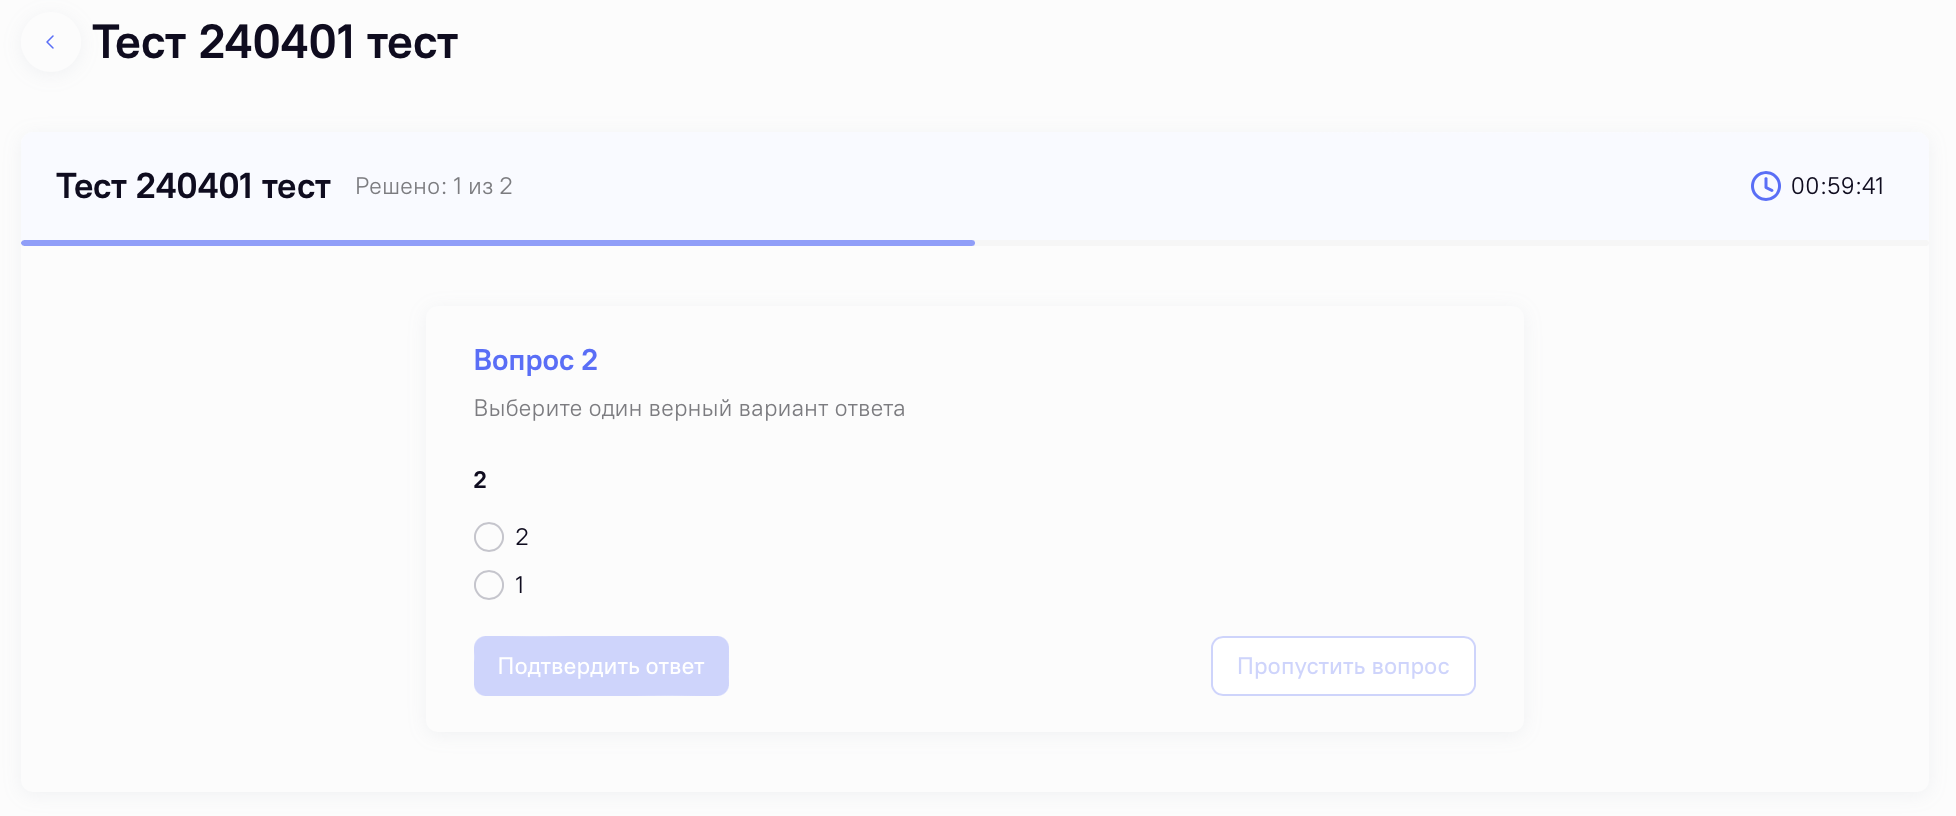 Тест 240401 тест
Тест 240401 тест Решено: 1 из 2 00:59:41
Вопрос 2
Выберите один верный вариант ответа
2
2
1
Подтвердить ответ Пропустить вопрос